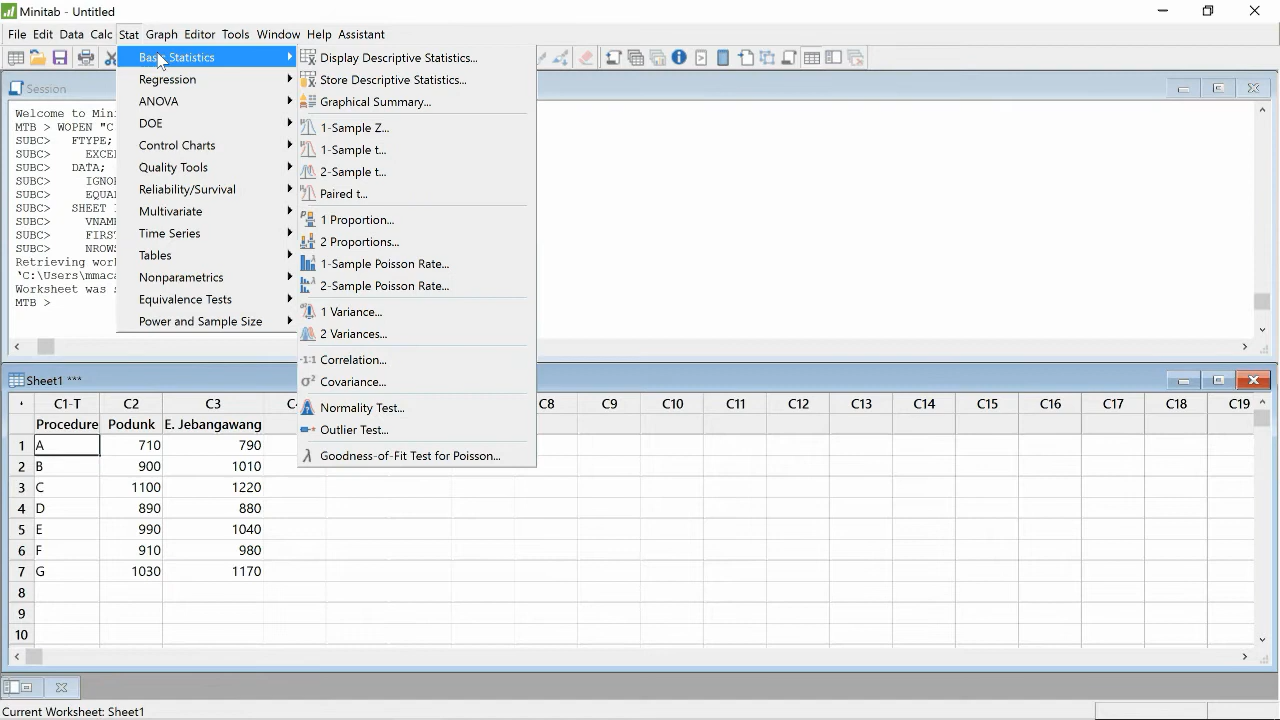 Minitab - Untitled
File Edit Data Calc Stat Graph Editor Tools Window Help Assistant
Session
Welcome to Min
MTB > WOPEN "C
SUBC> FTYPE;
SUBC> EXCE
SUBC> DATA;
SUBC> IGNO
SUBC> EQUA
SUBC> SHEET
SUBC> VNAM
SUBC> FIRS
SUBC> NROWS
Retrieving wor
'C:\Users\mmaca
Worksheet was s
MTB >
Basic Statistics
Regression
ANOVA
DOE
Control Charts
Quality Tools
Reliability/Survival
Multivariate
Time Series
Tables
Nonparametrics
Equivalence Tests
Power and Sample Size
Display Descriptive Statistics...
Store Descriptive Statistics...
Graphical Summary...
1-Sample Z...
1-Sample t...
2-Sample t...
Paired t...
1 Proportion...
2 Proportions...
1-Sample Poisson Rate...
2-Sample Poisson Rate...
1 Variance...
2 Variances...
Correlation...
σ² Covariance...
Normality Test...
Outlier Test...
λ Goodness-of-Fit Test for Poisson...
Sheet1 ***
C1-T C2 C3 C8 C9 C10 C11 C12 C13 C14 C15 C16 C17 C18 C19
Procedure Podunk E. Jebangawang
1 A 710 790
2 B 900 1010
3 C 1100 1220
4 D 890 880
5 E 990 1040
6 F 910 980
7 G 1030 1170
8
9
10
Current Worksheet: Sheet1